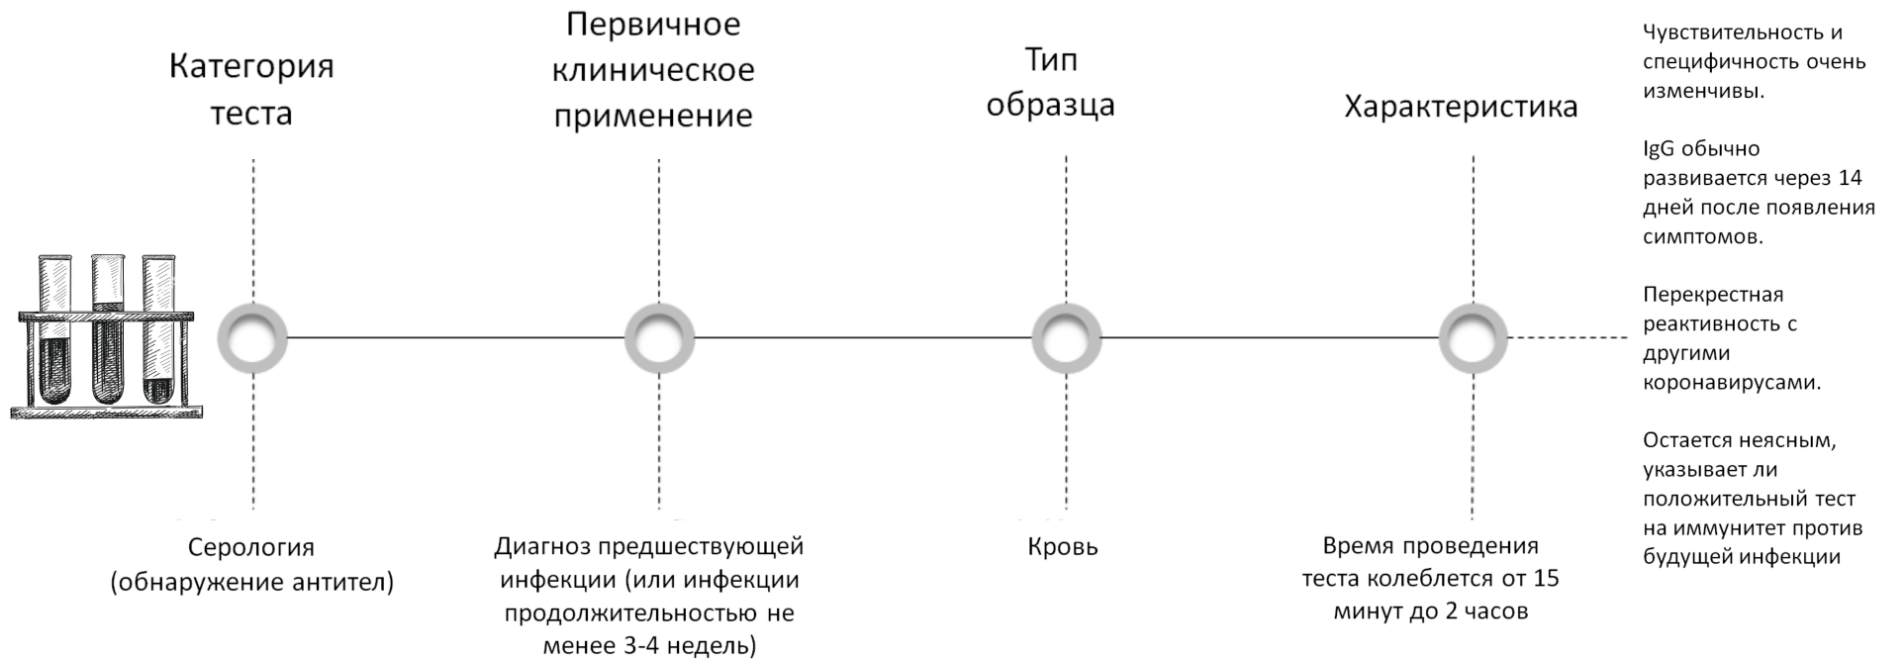 Категория
теста
Первичное
клиническое
применение
Тип
образца
Характеристика
Чувствительность и
специфичность очень
изменчивы.
IgG обычно
развивается через 14
дней после появления
симптомов.
Перекрестная
реактивность с
другими
коронавирусами.
Остается неясным,
указывает ли
положительный тест
на иммунитет против
будущей инфекции
Серология
(обнаружение антител)
Диагноз предшествующей
инфекции (или инфекции
продолжительностью не
менее 3-4 недель)
Кровь
Время проведения
теста колеблется от 15
минут до 2 часов